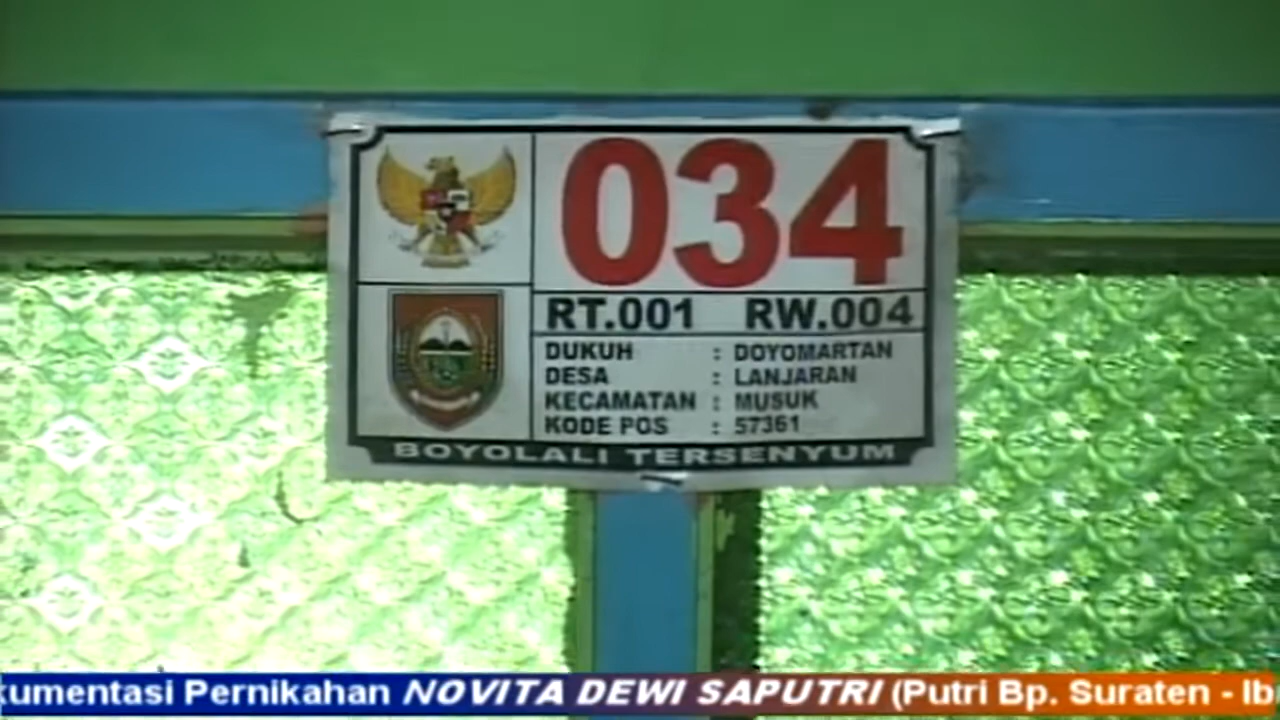 034
RT.001 RW.004
DUKUH : DOYOMARTAN
DESA : LANJARAN
KECAMATAN : MUSUK
KODE POS : 57361
BOYOLALI TERSENYUM
kumentasi Pernikahan NOVITA DEWI SAPUTRI (Putri Bp. Suraten - Ib